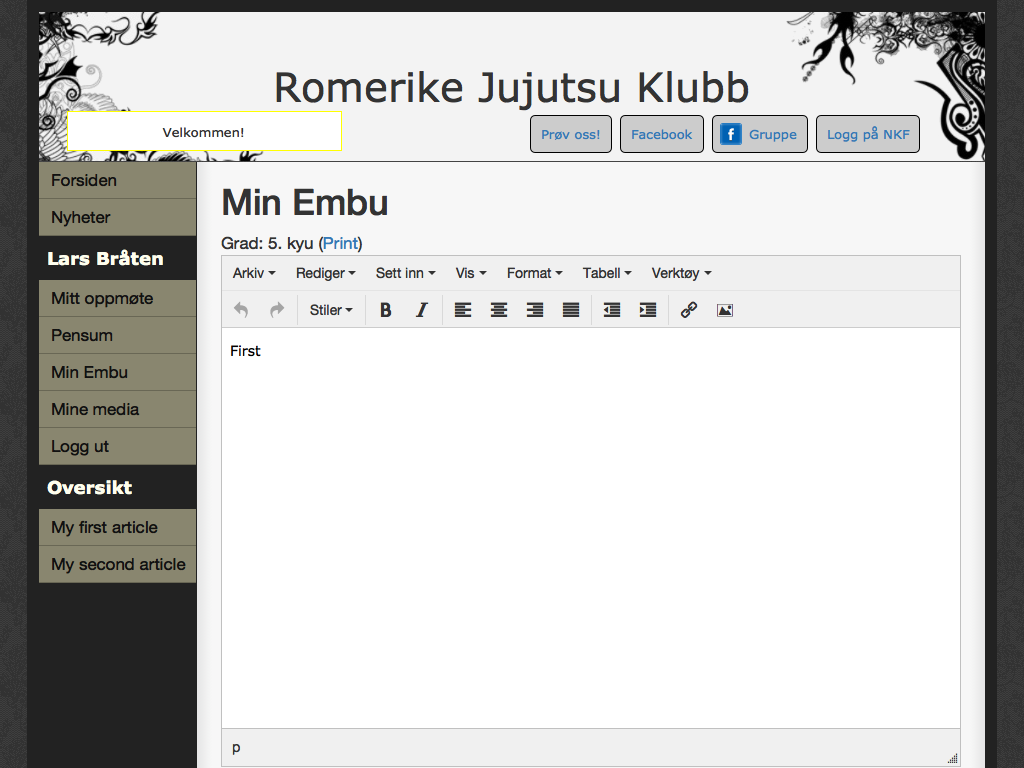 Romerike Jujutsu Klubb
Velkommen!
Prøv oss!
Facebook
f Gruppe
Logg på NKF
Forsiden
Nyheter
Lars Bråten
Mitt oppmøte
Pensum
Min Embu
Mine media
Logg ut
Oversikt
My first article
My second article
Min Embu
Grad: 5. kyu (Print)
Arkiv Rediger Sett inn Vis Format Tabell Verktøy
Stiler B I
First
p